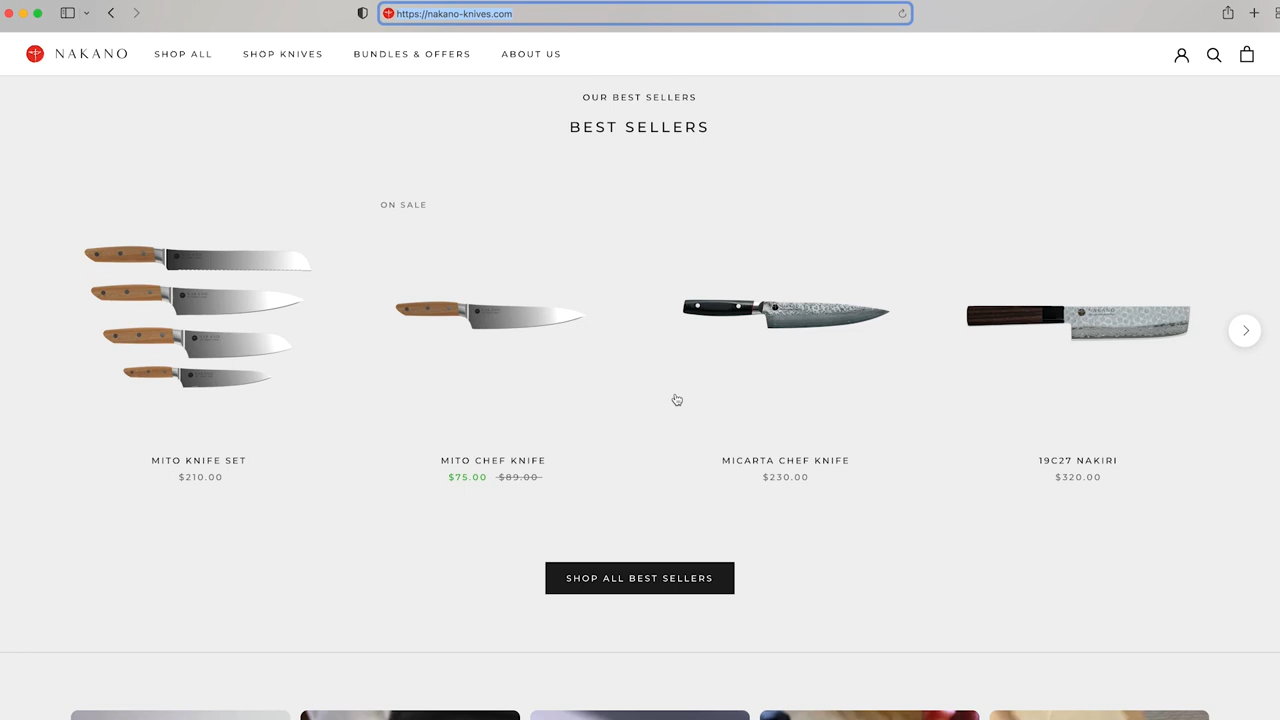 https://nakano-knives.com
NAKANO SHOP ALL SHOP KNIVES BUNDLES & OFFERS ABOUT US
OUR BEST SELLERS
BEST SELLERS
ON SALE
MITO KNIFE SET
$210.00
MITO CHEF KNIFE
$75.00 $89.00
MICARTA CHEF KNIFE
$230.00
19C27 NAKIRI
$320.00
SHOP ALL BEST SELLERS